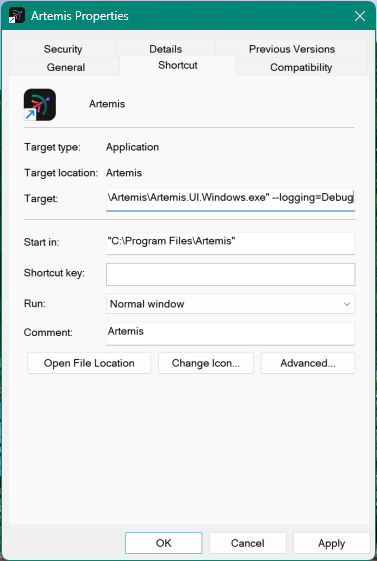 Artemis Properties
Security Details Previous Versions
General Shortcut Compatibility
Artemis
Target type: Application
Target location: Artemis
Target: \Artemis\Artemis.UI.Windows.exe" --logging=Debug
Start in: "C:\Program Files\Artemis"
Shortcut key:
Run: Normal window
Comment: Artemis
Open File Location Change Icon... Advanced...
OK Cancel Apply